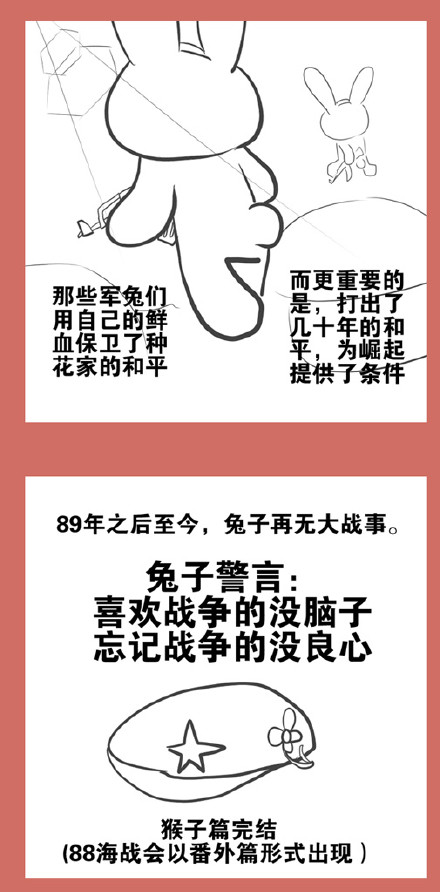 那些军兔们
用自己的鲜
血保卫了种
花家的和平
而更重要的
是，打出了
几十年的和
平，为崛起
提供了条件
89年之后至今，兔子再无大战事。
兔子警言：
喜欢战争的没脑子
忘记战争的没良心
猴子篇完结
(88海战会以番外篇形式出现）